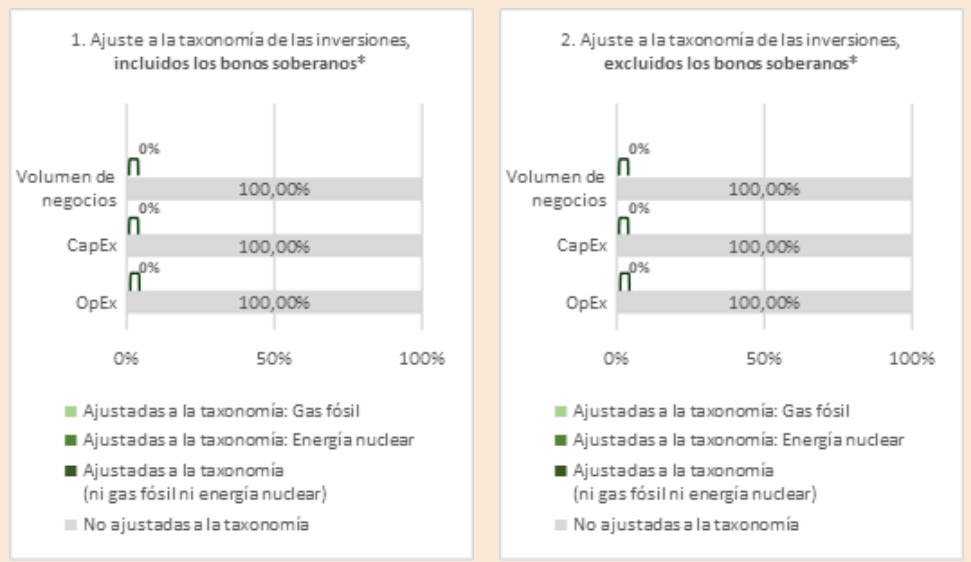 1. Ajuste a la taxonomía de las inversiones,
incluidos los bonos soberanos*
0%
Volumen de
negocios
100,00%
0%
CapEx
100,00%
0%
OpEx
100,00%
0%
50%
100%
Ajustadas a la taxonomía: Gas fósil
Ajustadas a la taxonomía: Energía nuclear
Ajustadas a la taxonomía
(ni gas fósil ni energía nuclear)
No ajustadas a la taxonomía
2. Ajuste a la taxonomía de las inversiones,
excluidos los bonos soberanos*
0%
Volumen de
negocios
100,00%
0%
CapEx
100,00%
0%
OpEx
100,00%
0%
50%
100%
Ajustadas a la taxonomía: Gas fósil
Ajustadas a la taxonomía: Energía nuclear
Ajustadas a la taxonomía
(ni gas fósil ni energía nuclear)
No ajustadas a la taxonomía